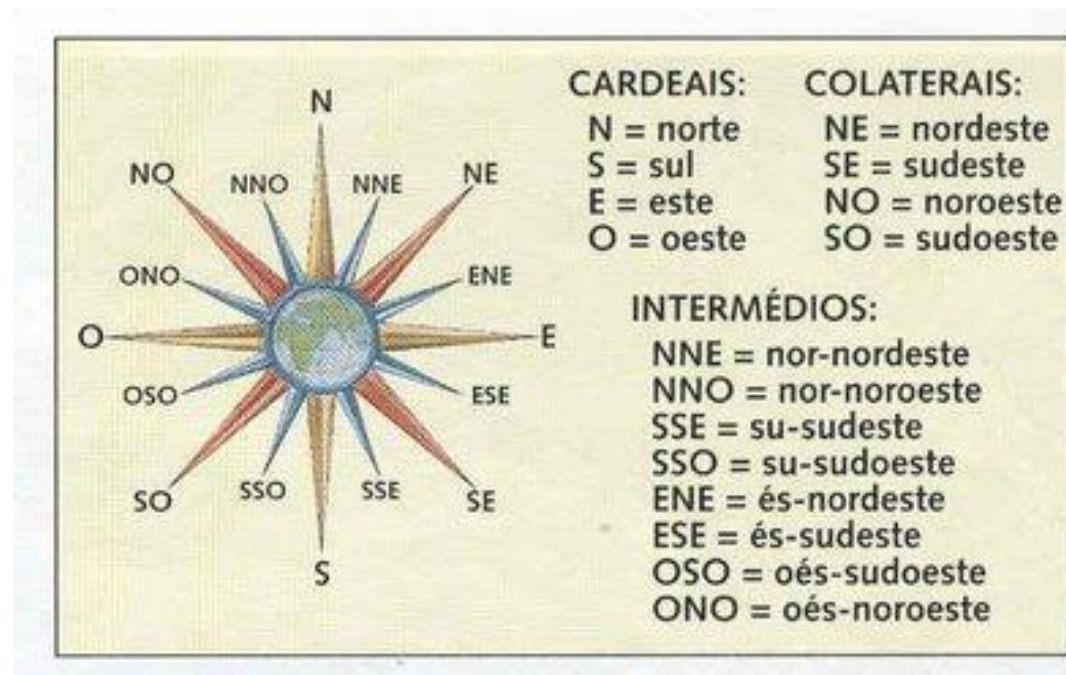 N
NO
NNO
NNE
NE
ONO
ENE
O
E
OSO
ESE
SO
SSO
SSE
SE
S
CARDEAIS:
N = norte
S = sul
E = este
O = oeste
COLATERAIS:
NE = nordeste
SE = sudeste
NO = noroeste
SO = sudoeste
INTERMÉDIOS:
NNE = nor-nordeste
NNO = nor-noroeste
SSE = su-sudeste
SSO = su-sudoeste
ENE = és-nordeste
ESE = és-sudeste
OSO = oés-sudoeste
ONO = oés-noroeste